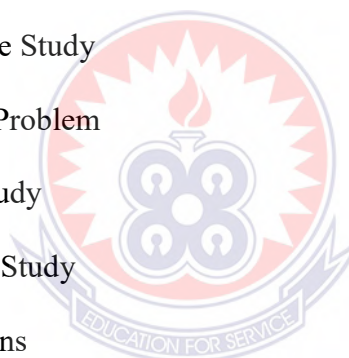 e Study
Problem
udy
Study
ns
EDUCATION FOR SERVICE